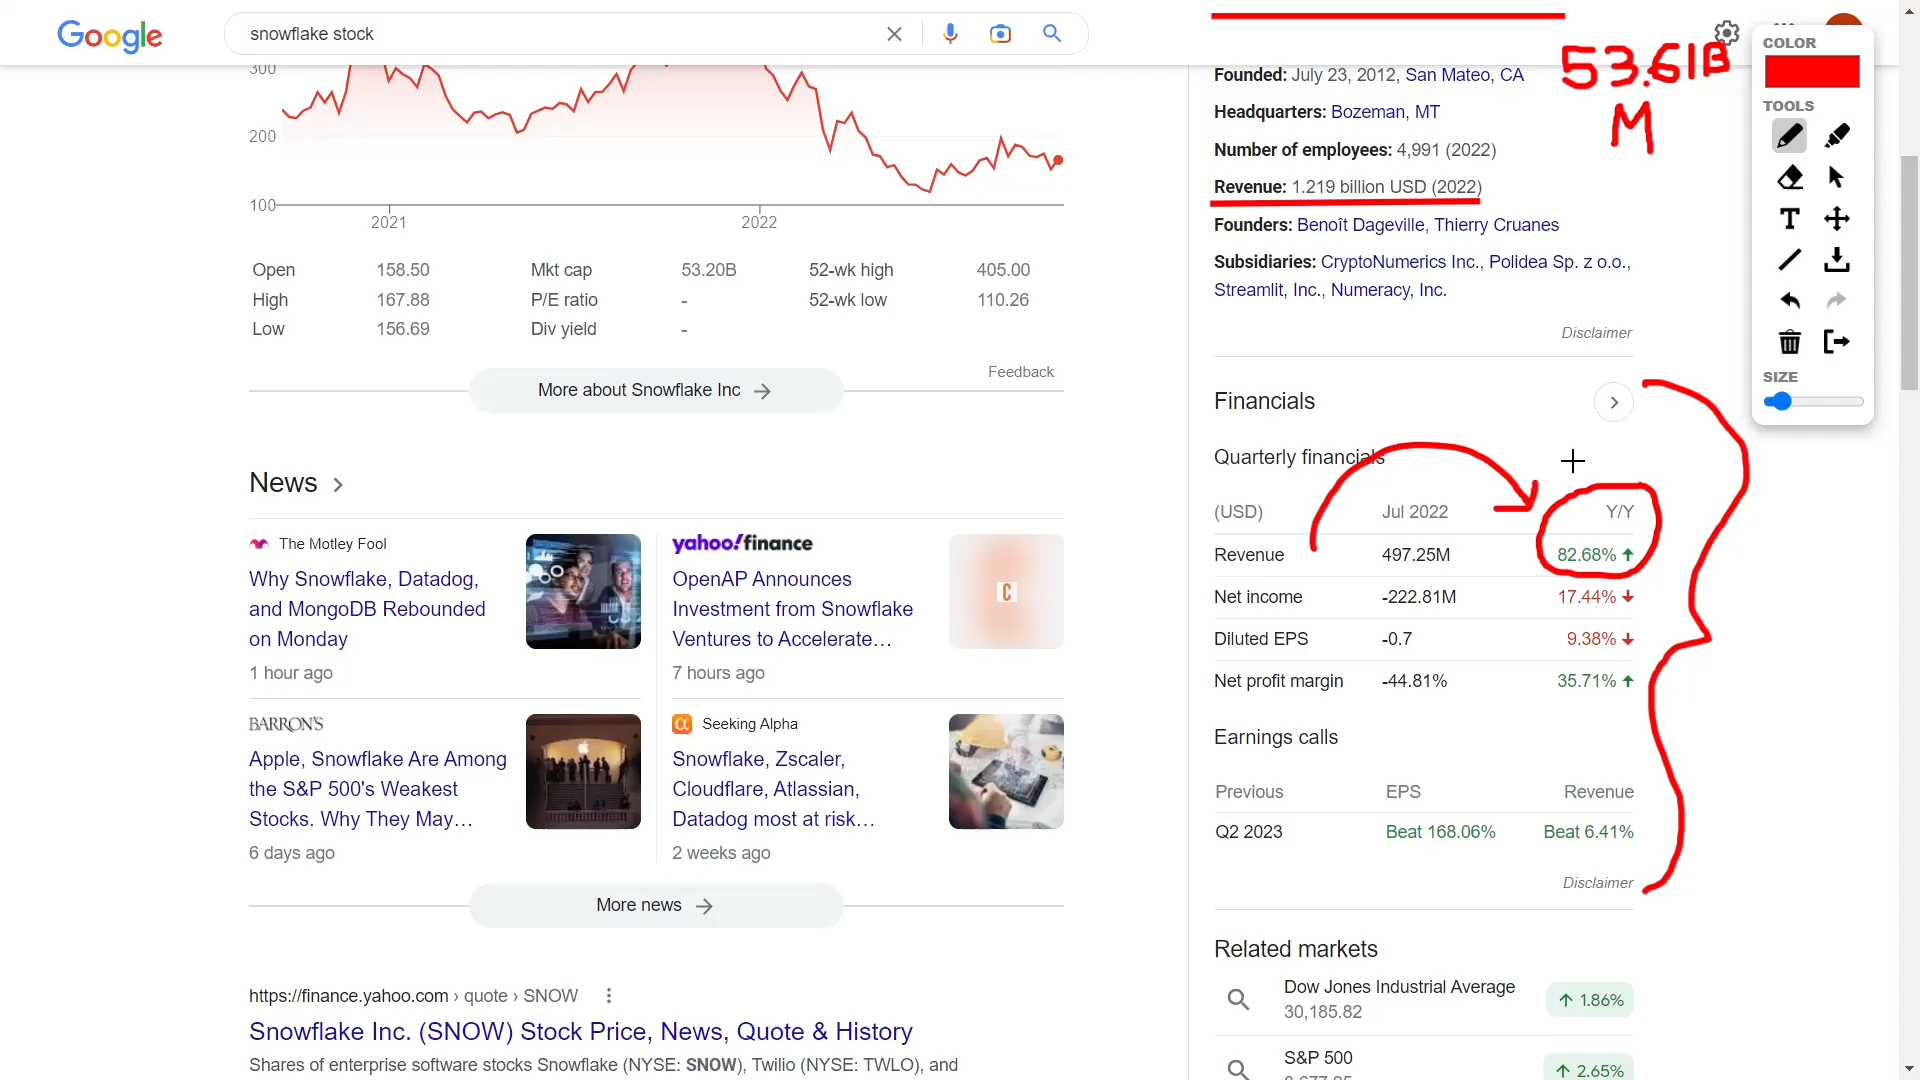 Google
snowflake stock
53.61B
M
COLOR
TOOLS
T
SIZE
300
200
100
2021
2022
Open 158.50 Mkt cap 53.20B 52-wk high 405.00
High 167.88 P/E ratio - 52-wk low 110.26
Low 156.69 Div yield -
Feedback
More about Snowflake Inc
News
The Motley Fool
Why Snowflake, Datadog,
and MongoDB Rebounded
on Monday
1 hour ago
yahoo!finance
OpenAP Announces
Investment from Snowflake
Ventures to Accelerate…
7 hours ago
C
BARRON'S
Apple, Snowflake Are Among
the S&P 500's Weakest
Stocks. Why They May…
6 days ago
α Seeking Alpha
Snowflake, Zscaler,
Cloudflare, Atlassian,
Datadog most at risk…
2 weeks ago
More news
https://finance.yahoo.com › quote › SNOW
Snowflake Inc. (SNOW) Stock Price, News, Quote & History
Shares of enterprise software stocks Snowflake (NYSE: SNOW), Twilio (NYSE: TWLO), and
Founded: July 23, 2012, San Mateo, CA
Headquarters: Bozeman, MT
Number of employees: 4,991 (2022)
Revenue: 1.219 billion USD (2022)
Founders: Benoît Dageville, Thierry Cruanes
Subsidiaries: CryptoNumerics Inc., Polidea Sp. z o.o.,
Streamlit, Inc., Numeracy, Inc.
Disclaimer
Financials
Quarterly financials
(USD) Jul 2022 Y/Y
Revenue 497.25M 82.68%
Net income -222.81M 17.44%
Diluted EPS -0.7 9.38%
Net profit margin -44.81% 35.71%
Earnings calls
Previous EPS Revenue
Q2 2023 Beat 168.06% Beat 6.41%
Disclaimer
Related markets
Dow Jones Industrial Average
30,185.82
1.86%
S&P 500
2.65%